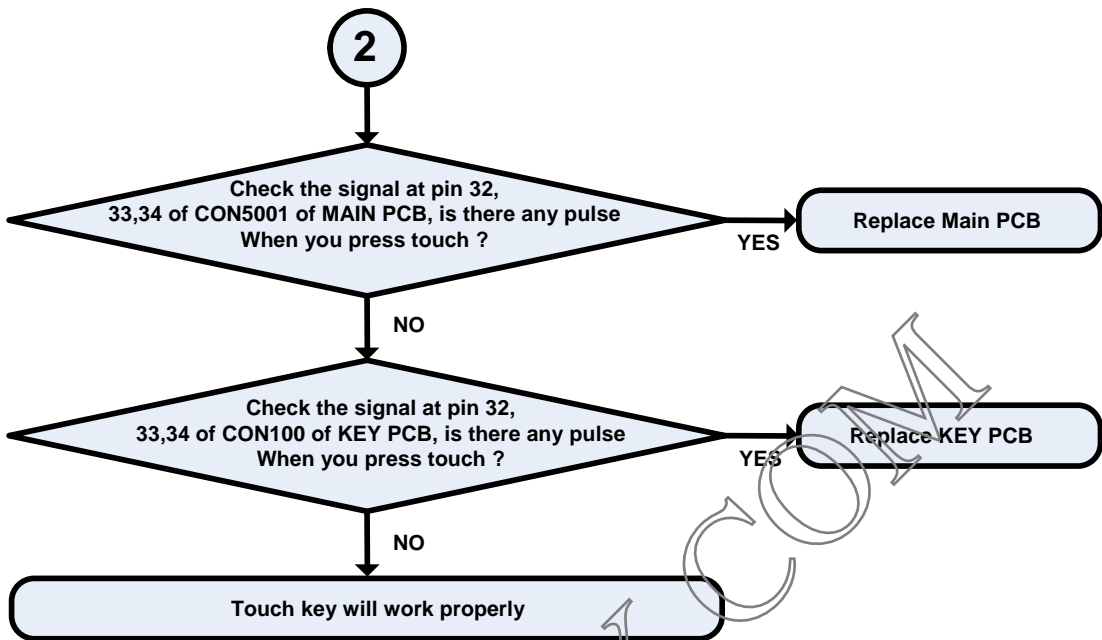 2
Check the signal at pin 32,
33,34 of CON5001 of MAIN PCB, is there any pulse
When you press touch ?
YES
Replace Main PCB
NO
Check the signal at pin 32,
33,34 of CON100 of KEY PCB, is there any pulse
When you press touch ?
YES
Replace KEY PCB
NO
Touch key will work properly
COM